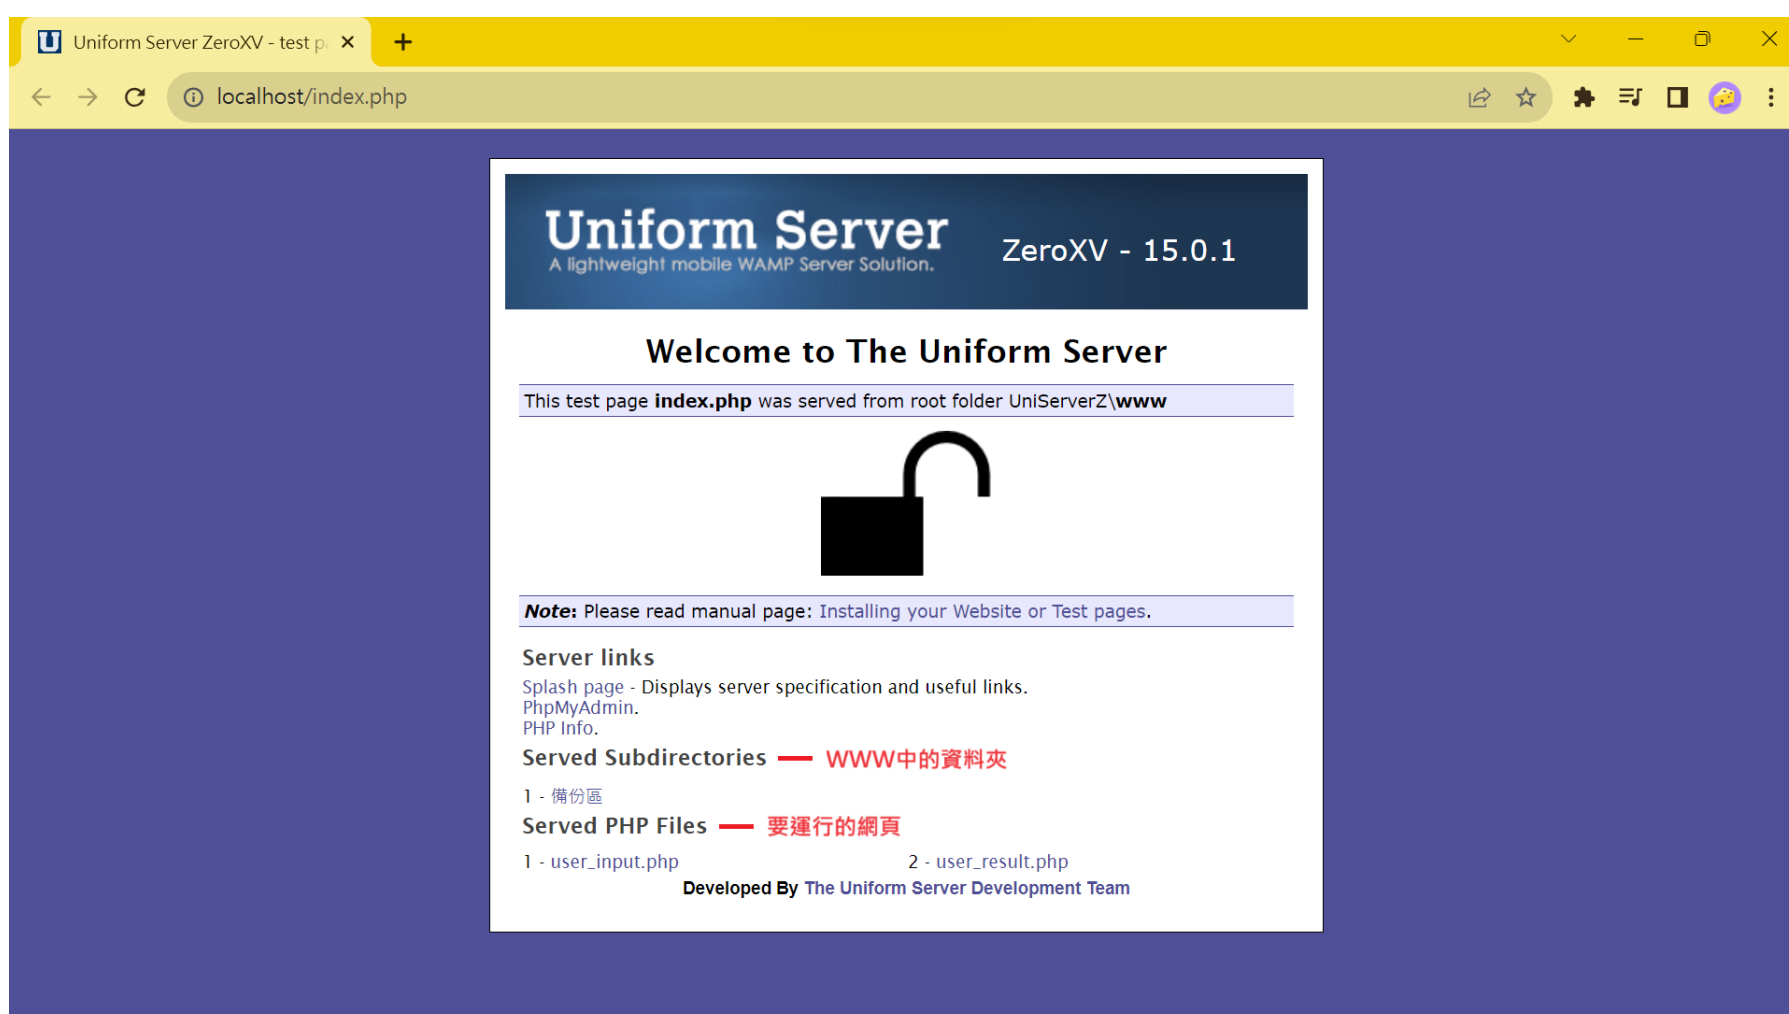 Uniform Server ZeroXV - test p
localhost/index.php
Uniform Server
A lightweight mobile WAMP Server Solution.
ZeroXV - 15.0.1
Welcome to The Uniform Server
This test page index.php was served from root folder UniServerZ\www
Note: Please read manual page: Installing your Website or Test pages.
Server links
Splash page - Displays server specification and useful links.
PhpMyAdmin.
PHP Info.
Served Subdirectories WWW中的資料夾
1 - 備份區
Served PHP Files 要運行的網頁
1 - user_input.php 2 - user_result.php
Developed By The Uniform Server Development Team